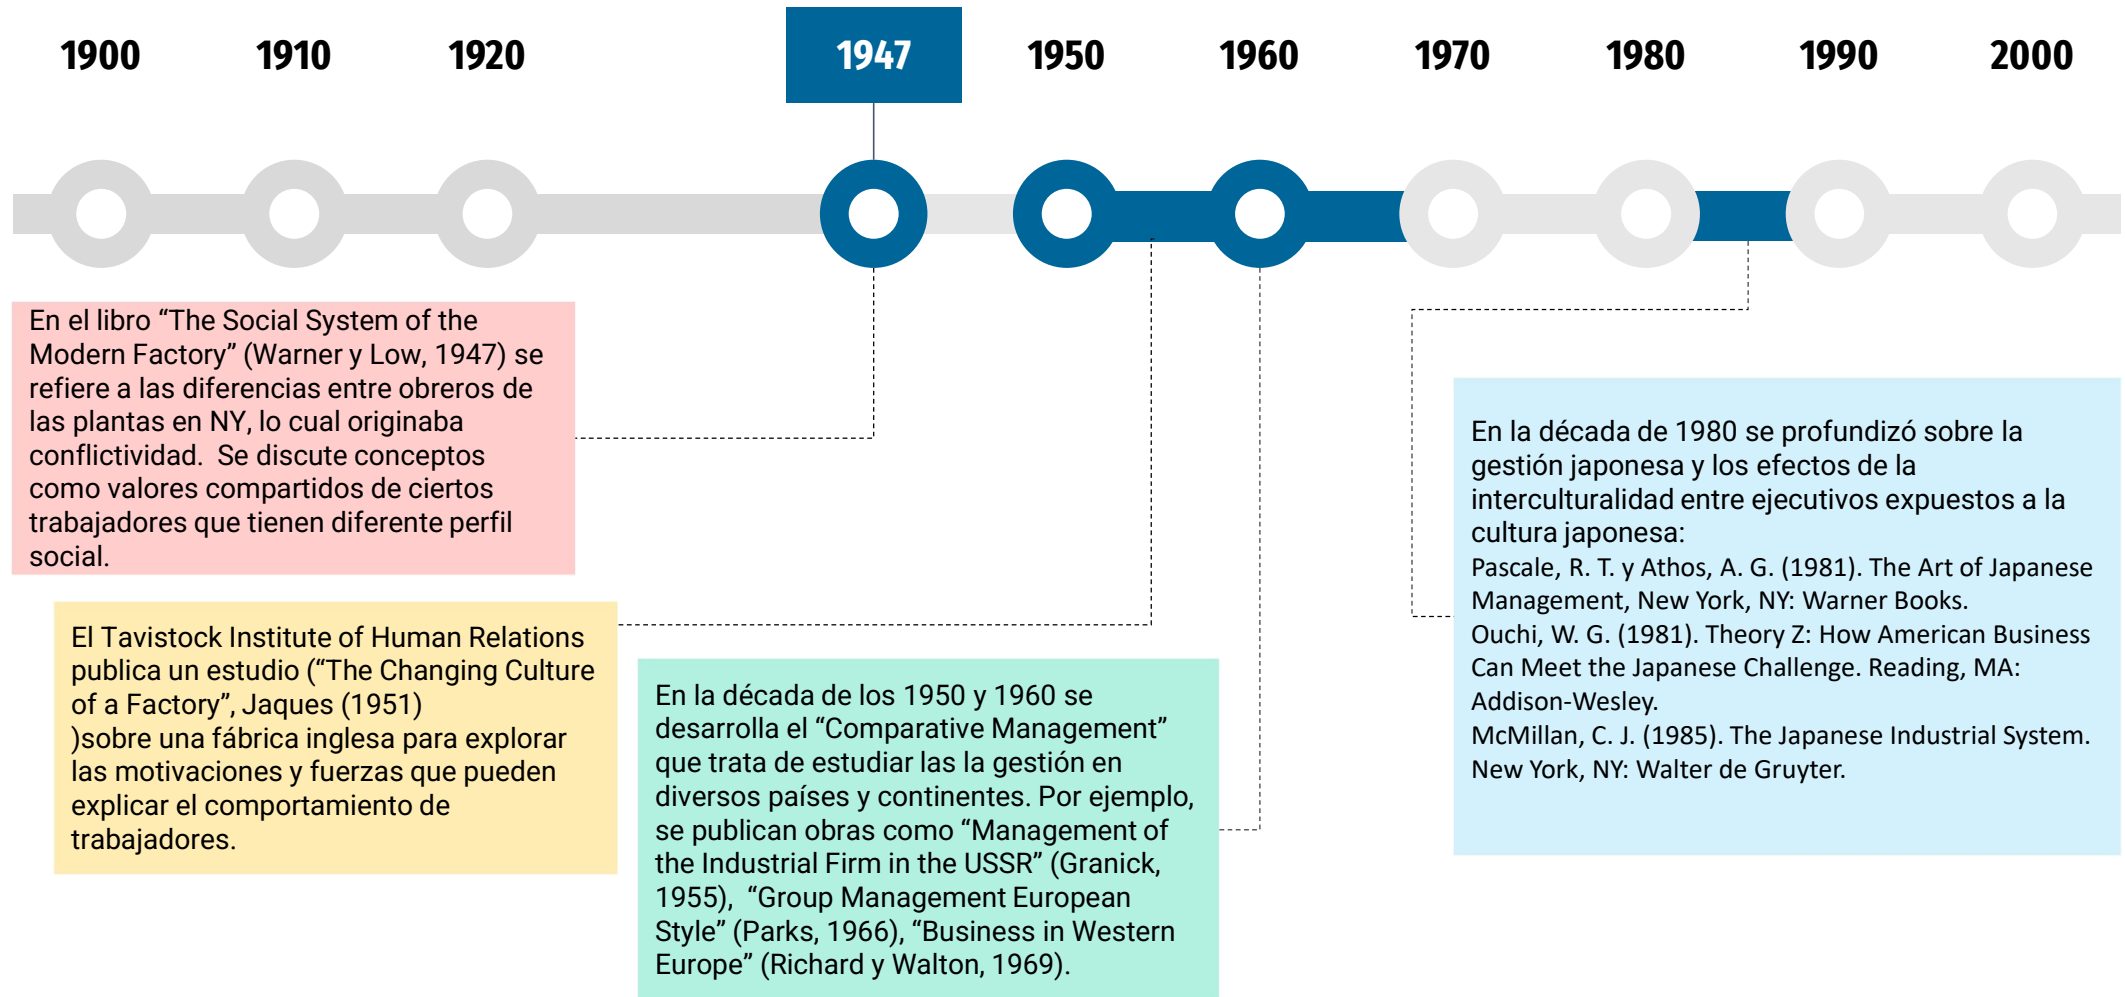 1900 1910 1920 1947 1950 1960 1970 1980 1990 2000
En el libro “The Social System of the
Modern Factory” (Warner y Low, 1947) se
refiere a las diferencias entre obreros de
las plantas en NY, lo cual originaba
conflictividad.  Se discute conceptos
como valores compartidos de ciertos
trabajadores que tienen diferente perfil
social.
El Tavistock Institute of Human Relations
publica un estudio (“The Changing Culture
of a Factory”, Jaques (1951)
)sobre una fábrica inglesa para explorar
las motivaciones y fuerzas que pueden
explicar el comportamiento de
trabajadores.
En la década de los 1950 y 1960 se
desarrolla el “Comparative Management”
que trata de estudiar las la gestión en
diversos países y continentes. Por ejemplo,
se publican obras como “Management of
the Industrial Firm in the USSR” (Granick,
1955),  “Group Management European
Style” (Parks, 1966), “Business in Western
Europe” (Richard y Walton, 1969).
En la década de 1980 se profundizó sobre la
gestión japonesa y los efectos de la
interculturalidad entre ejecutivos expuestos a la
cultura japonesa:
Pascale, R. T. y Athos, A. G. (1981). The Art of Japanese
Management, New York, NY: Warner Books.
Ouchi, W. G. (1981). Theory Z: How American Business
Can Meet the Japanese Challenge. Reading, MA:
Addison-Wesley.
McMillan, C. J. (1985). The Japanese Industrial System.
New York, NY: Walter de Gruyter.